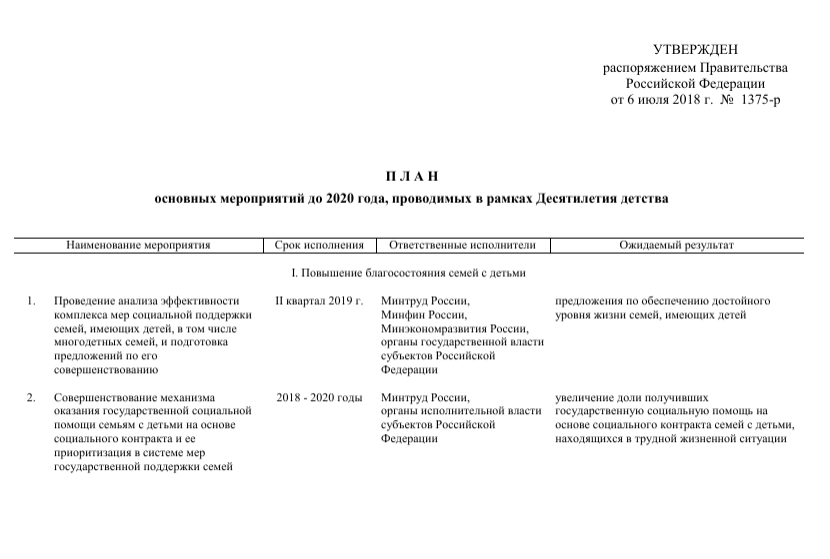 УТВЕРЖДЕН
распоряжением Правительства
Российской Федерации
от 6 июля 2018 г. № 1375-р
П Л А Н
основных мероприятий до 2020 года, проводимых в рамках Десятилетия детства
Наименование мероприятия
Срок исполнения
Ответственные исполнители
Ожидаемый результат
I. Повышение благосостояния семей с детьми
1.
Проведение анализа эффективности
комплекса мер социальной поддержки
семей, имеющих детей, в том числе
многодетных семей, и подготовка
предложений по его
совершенствованию
II квартал 2019 г.
Минтруд России,
Минфин России,
Минэкономразвития России,
органы государственной власти
субъектов Российской
Федерации
предложения по обеспечению достойного
уровня жизни семей, имеющих детей
2.
Совершенствование механизма
оказания государственной социальной
помощи семьям с детьми на основе
социального контракта и ее
приоритизация в системе мер
государственной поддержки семей
2018 - 2020 годы
Минтруд России,
органы исполнительной власти
субъектов Российской
Федерации
увеличение доли получивших
государственную социальную помощь на
основе социального контракта семей с детьми,
находящихся в трудной жизненной ситуации